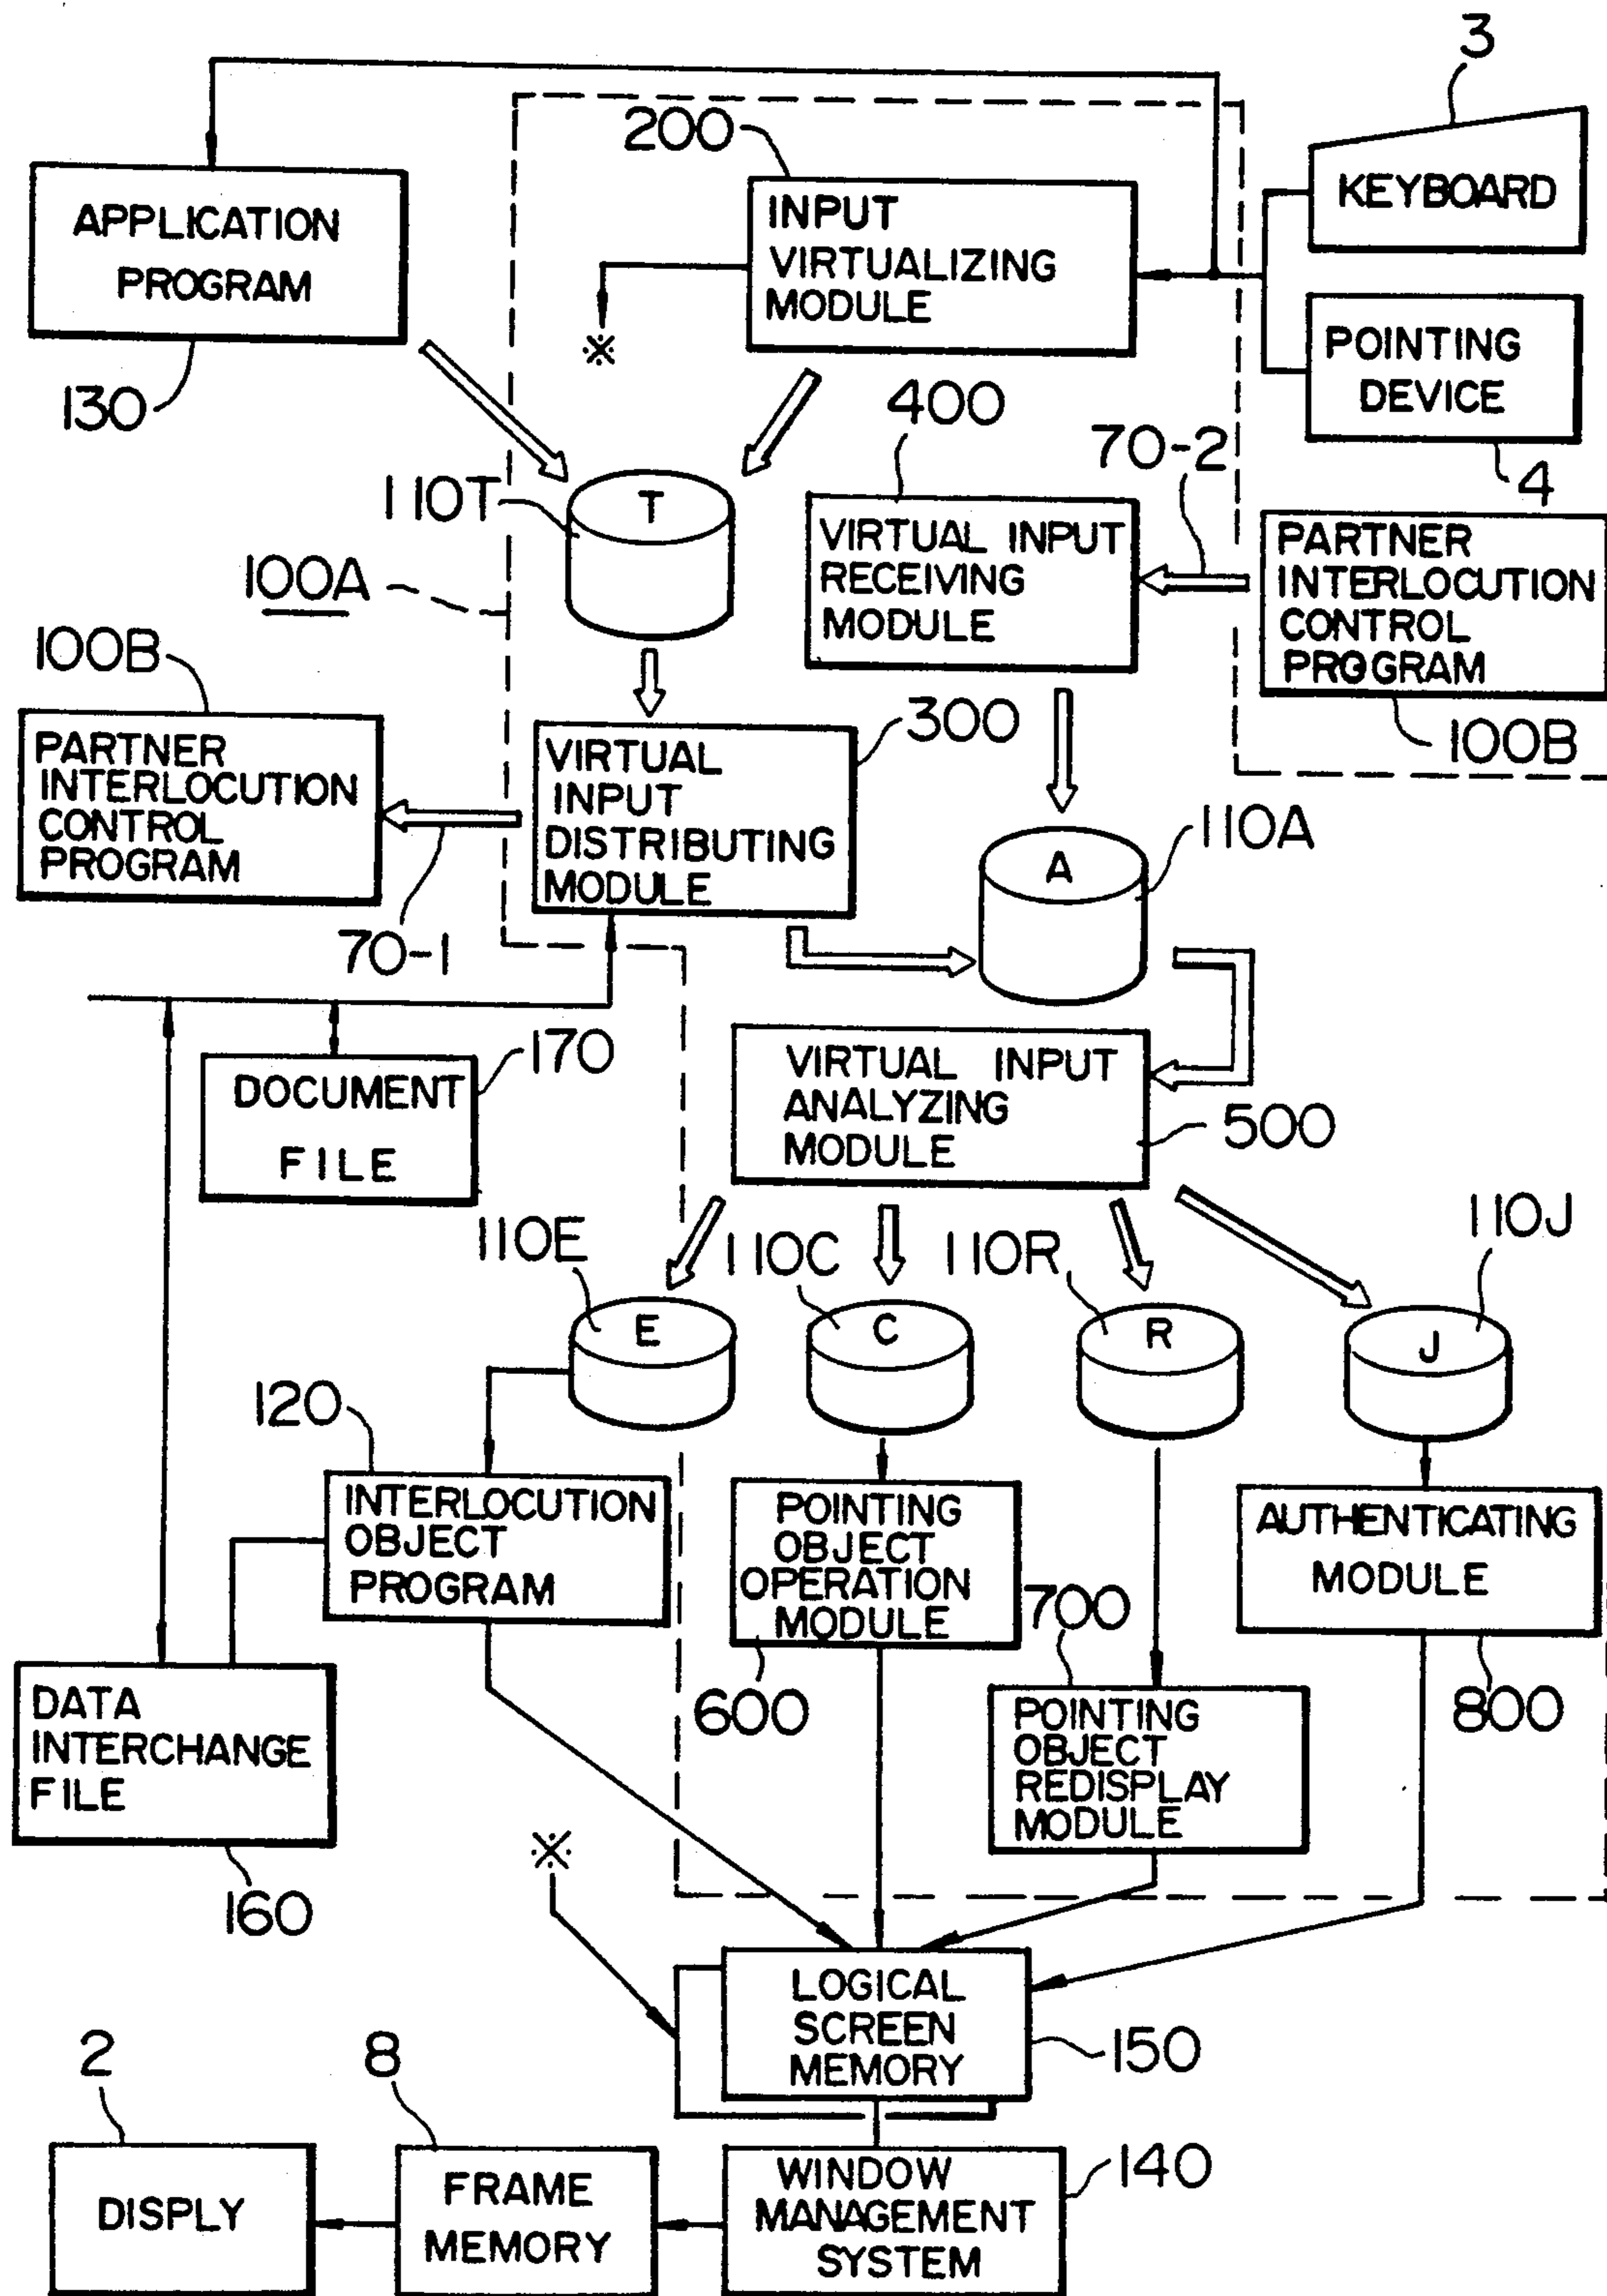 3
200
KEYBOARD
INPUT
VIRTUALIZING
MODULE
APPLICATION
PROGRAM
※
POINTING
DEVICE
130
400
70-2
4
110T
T
VIRTUAL INPUT
RECEIVING
MODULE
PARTNER
INTERLOCUTION
CONTROL
PROGRAM
100A
100B
300
100B
PARTNER
INTERLOCUTION
CONTROL
PROGRAM
VIRTUAL
INPUT
DISTRIBUTING
MODULE
110A
A
70-1
170
DOCUMENT
FILE
VIRTUAL INPUT
ANALYZING
MODULE
500
110E
110C
110R
110J
E
C
R
J
120
INTERLOCUTION
OBJECT
PROGRAM
POINTING
OBJECT
OPERATION
MODULE
AUTHENTICATING
MODULE
700
600
800
DATA
INTERCHANGE
FILE
POINTING
OBJECT
REDISPLAY
MODULE
※
160
LOGICAL
SCREEN
MEMORY
150
2
8
140
DISPLY
FRAME
MEMORY
WINDOW
MANAGEMENT
SYSTEM